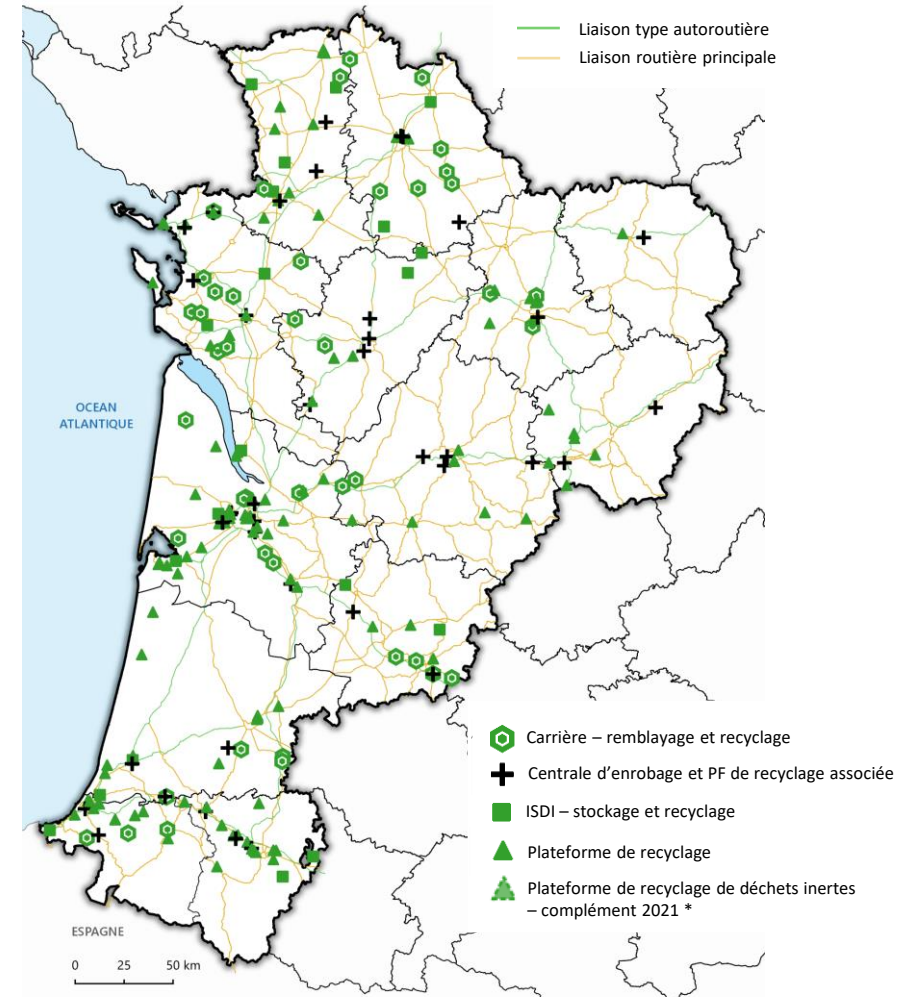 Liaison type autoroutière
Liaison routière principale
OCEAN
ATLANTIQUE
Carrière – remblayage et recyclage
Centrale d'enrobage et PF de recyclage associée
ISDI – stockage et recyclage
Plateforme de recyclage
Plateforme de recyclage de déchets inertes
– complément 2021 *
ESPAGNE
0 25 50 km